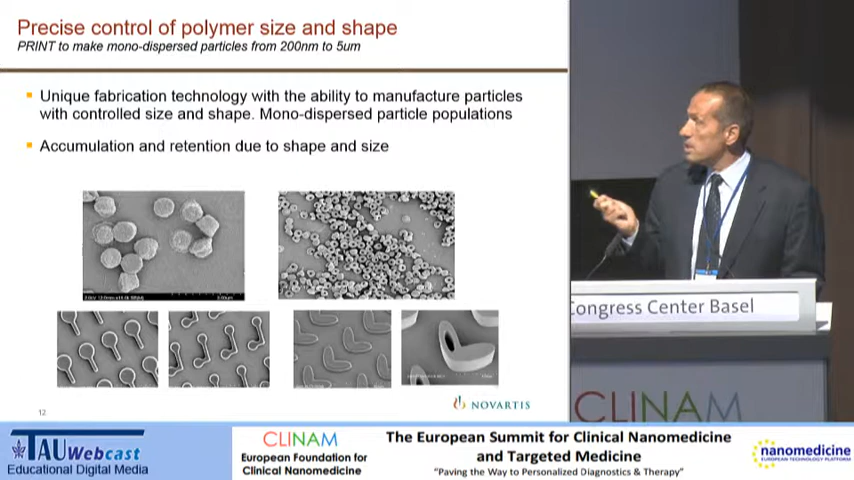 Precise control of polymer size and shape
PRINT to make mono-dispersed particles from 200nm to 5um
Unique fabrication technology with the ability to manufacture particles
with controlled size and shape. Mono-dispersed particle populations
Accumulation and retention due to shape and size
12
NOVARTIS
Congress Center Basel
CLINAM
TAUWebcast
Educational Digital Media
CLINAM
European Foundation for
Clinical Nanomedicine
The European Summit for Clinical Nanomedicine
and Targeted Medicine
"Paving the Way to Personalized Diagnostics & Therapy"
nanomedicine
EUROPEAN TECHNOLOGY PLATFORM